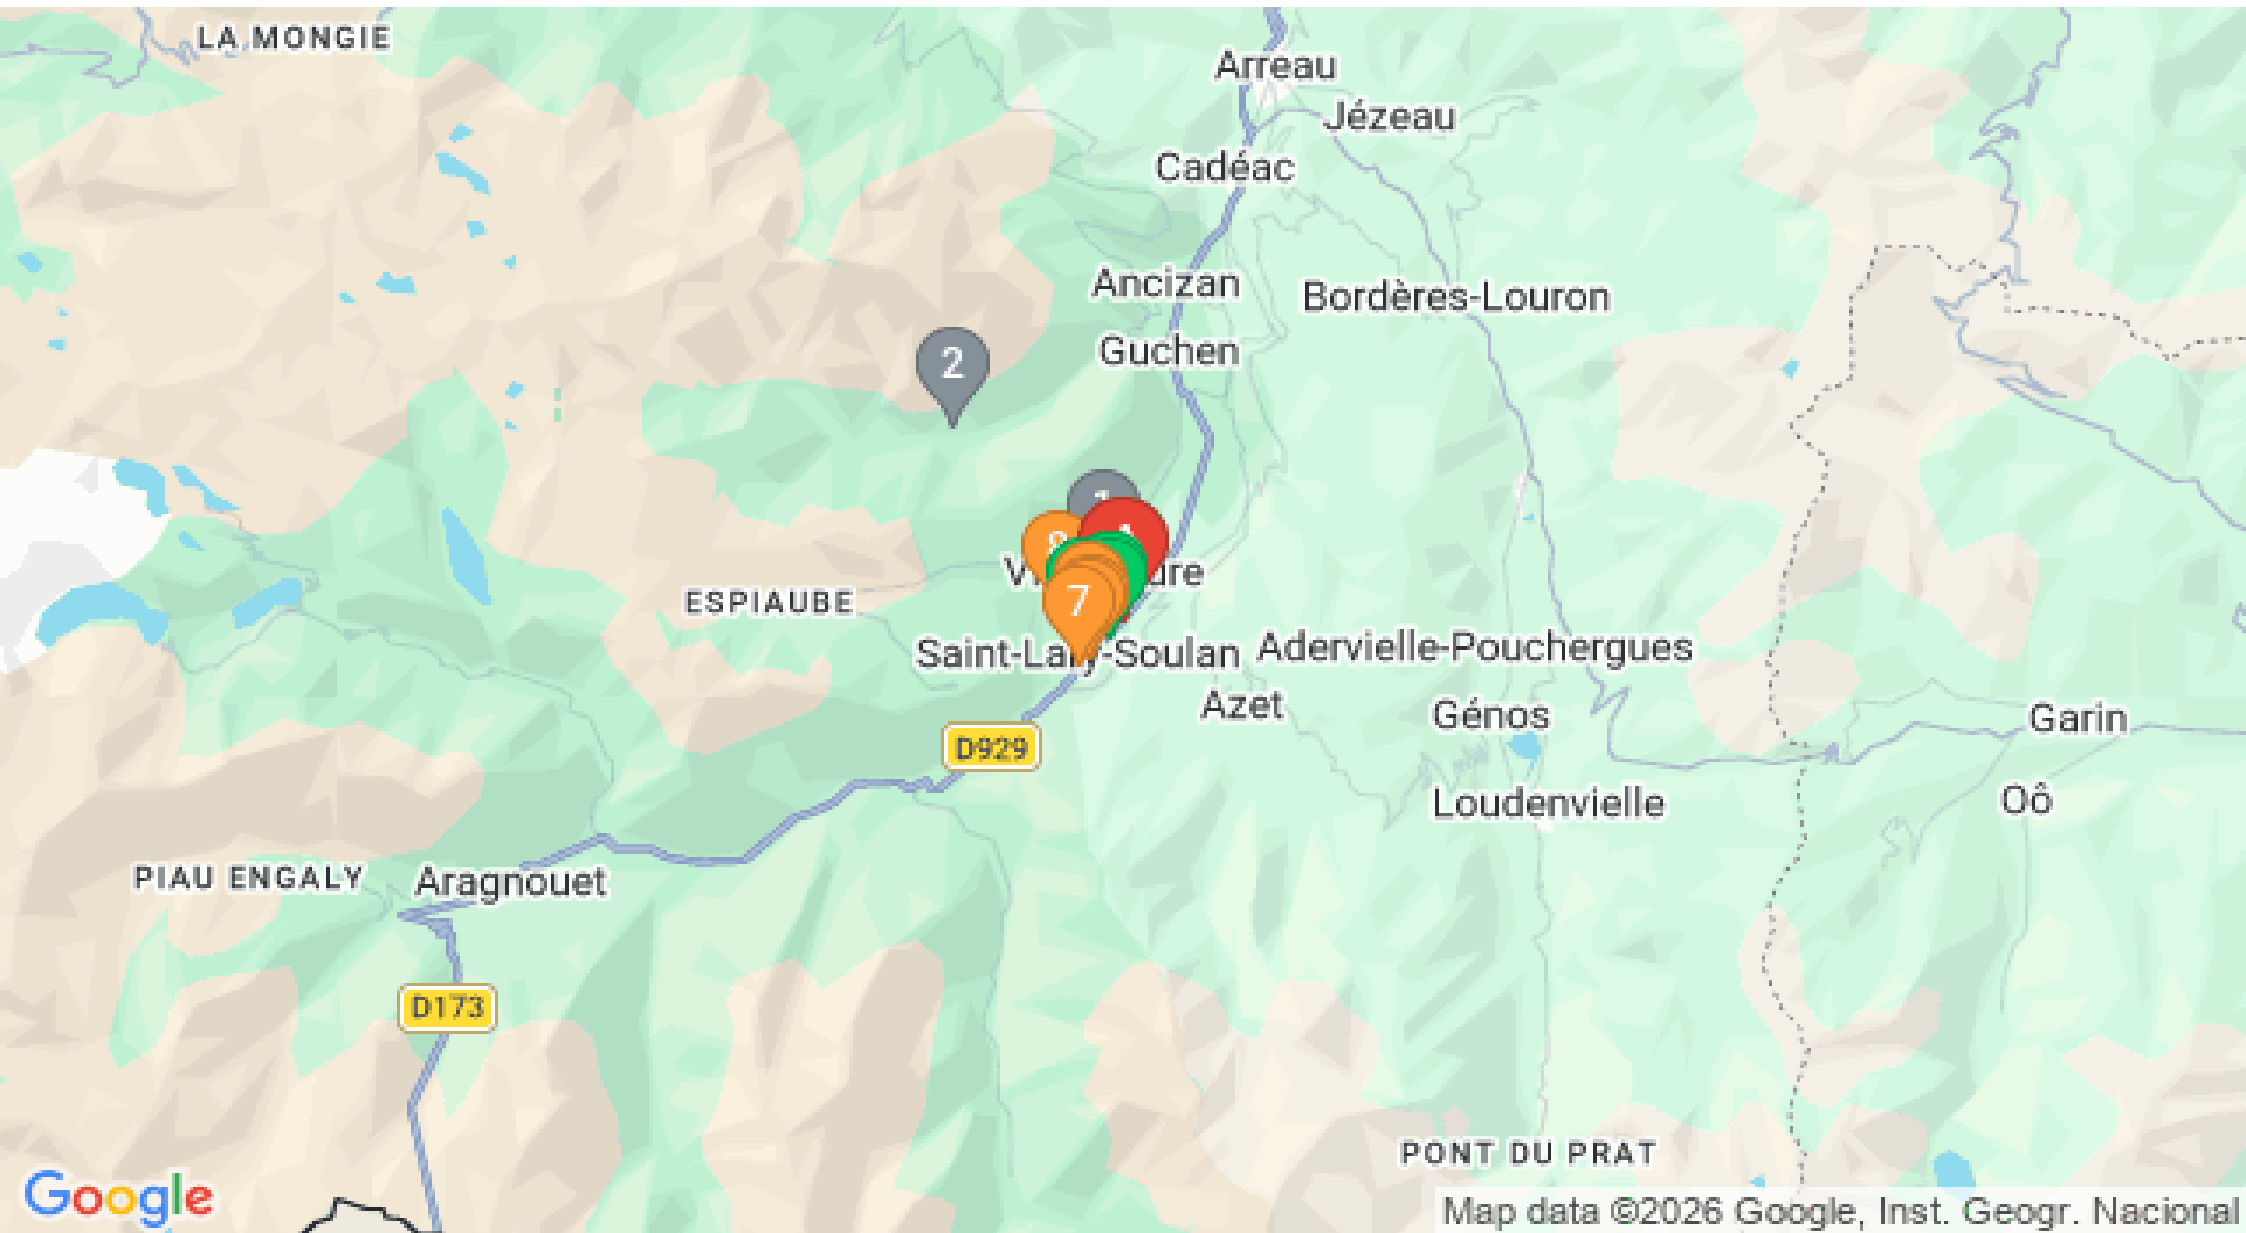 LA MONGIE
Arreau
Jézeau
Cadéac
Ancizan
Bordères-Louron
Guchen
2
7
ESPIAUBE
Saint-Lary-Soulan
Adervielle-Pouchergues
Azet
Génos
Garin
D929
Loudenvielle
Oô
PIAU ENGALY
Aragnouet
D173
PONT DU PRAT
Google
Map data ©2026 Google, Inst. Geogr. Nacional